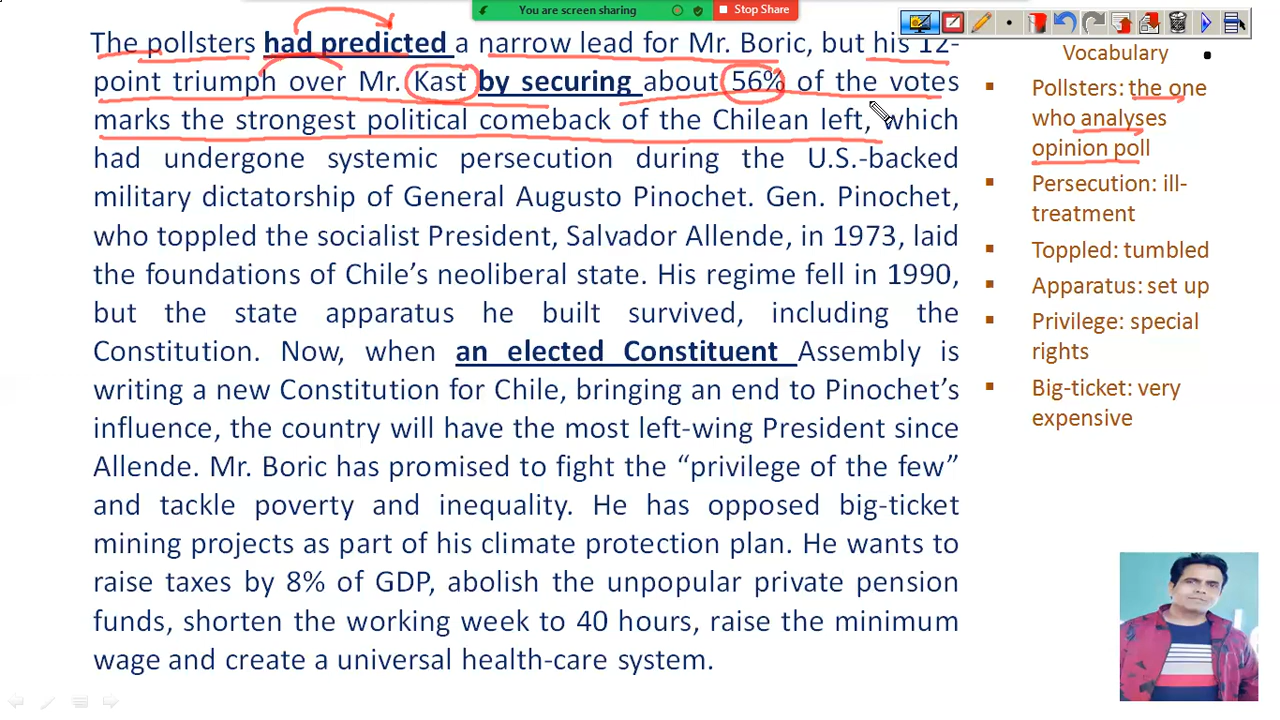 You are screen sharing
Stop Share
The pollsters had predicted a narrow lead for Mr. Boric, but his 12-
point triumph over Mr. Kast by securing about 56% of the votes
marks the strongest political comeback of the Chilean left, which
had undergone systemic persecution during the U.S.-backed
military dictatorship of General Augusto Pinochet. Gen. Pinochet,
who toppled the socialist President, Salvador Allende, in 1973, laid
the foundations of Chile’s neoliberal state. His regime fell in 1990,
but the state apparatus he built survived, including the
Constitution. Now, when an elected Constituent Assembly is
writing a new Constitution for Chile, bringing an end to Pinochet’s
influence, the country will have the most left-wing President since
Allende. Mr. Boric has promised to fight the “privilege of the few”
and tackle poverty and inequality. He has opposed big-ticket
mining projects as part of his climate protection plan. He wants to
raise taxes by 8% of GDP, abolish the unpopular private pension
funds, shorten the working week to 40 hours, raise the minimum
wage and create a universal health-care system.
Vocabulary
Pollsters: the one
who analyses
opinion poll
Persecution: ill-
treatment
Toppled: tumbled
Apparatus: set up
Privilege: special
rights
Big-ticket: very
expensive